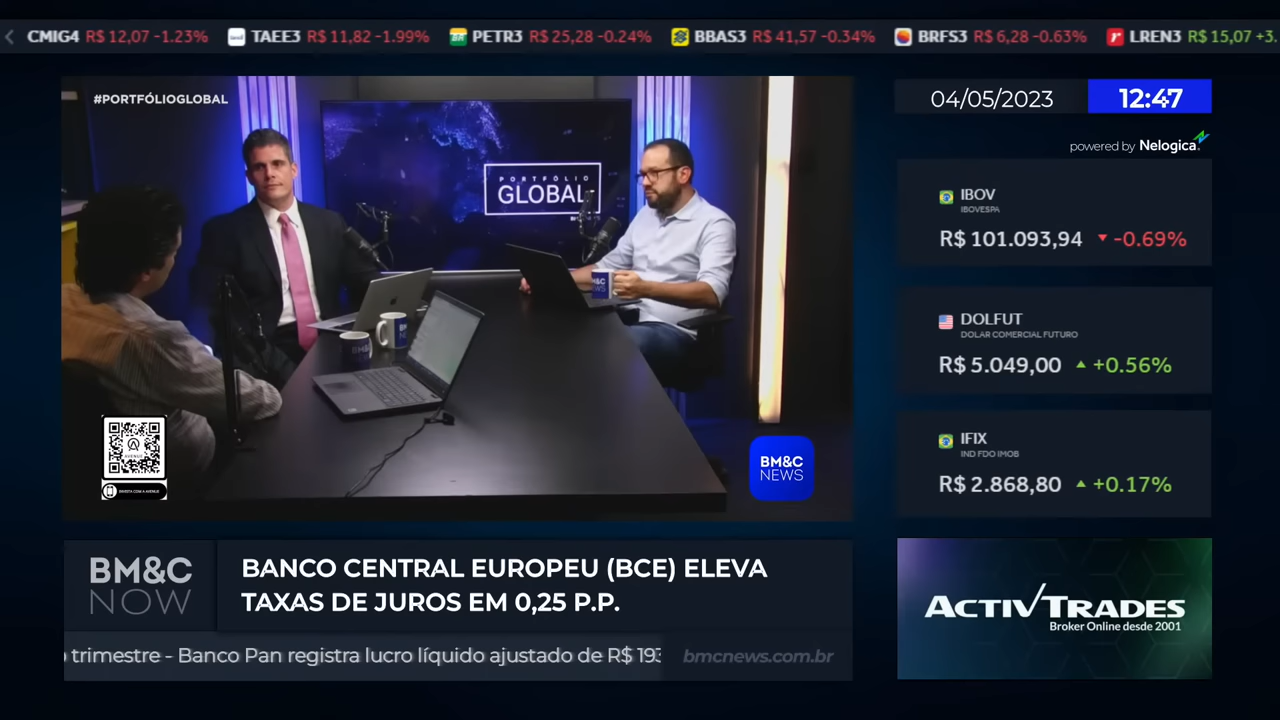 CMIG4 R$ 12,07 -1.23% TAEE3 R$ 11,82 -1.99% PETR3 R$ 25,28 -0.24% BBAS3 R$ 41,57 -0.34% BRFS3 R$ 6,28 -0.63% LREN3 R$ 15,07 +3.
#PORTFÓLIOGLOBAL
04/05/2023 12:47
powered by Nelogica.
PORTFÓLIO
GLOBAL
IBOV
IBOVESPA
R$ 101.093,94 -0.69%
DOLFUT
DOLAR COMERCIAL FUTURO
R$ 5.049,00 +0.56%
IFIX
IND FDO IMOB
R$ 2.868,80 +0.17%
BM&C
NEWS
BM&C
NEWS
BM&C
NOW
BANCO CENTRAL EUROPEU (BCE) ELEVA
TAXAS DE JUROS EM 0,25 P.P.
trimestre - Banco Pan registra lucro líquido ajustado de R$ 193
bmcnews.com.br
ACTIVTRADES
Broker Online desde 2001